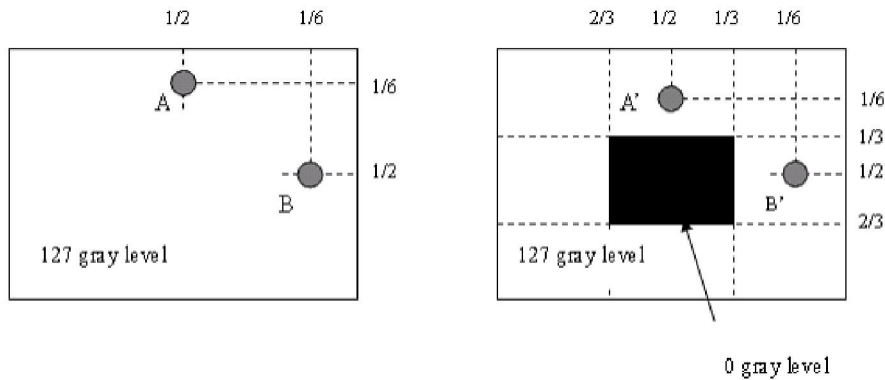 1/2 1/6
1/6
A
1/2
B
127 gray level
2/3 1/2 1/3 1/6
A'
1/6
1/3
1/2
B'
2/3
127 gray level
0 gray level